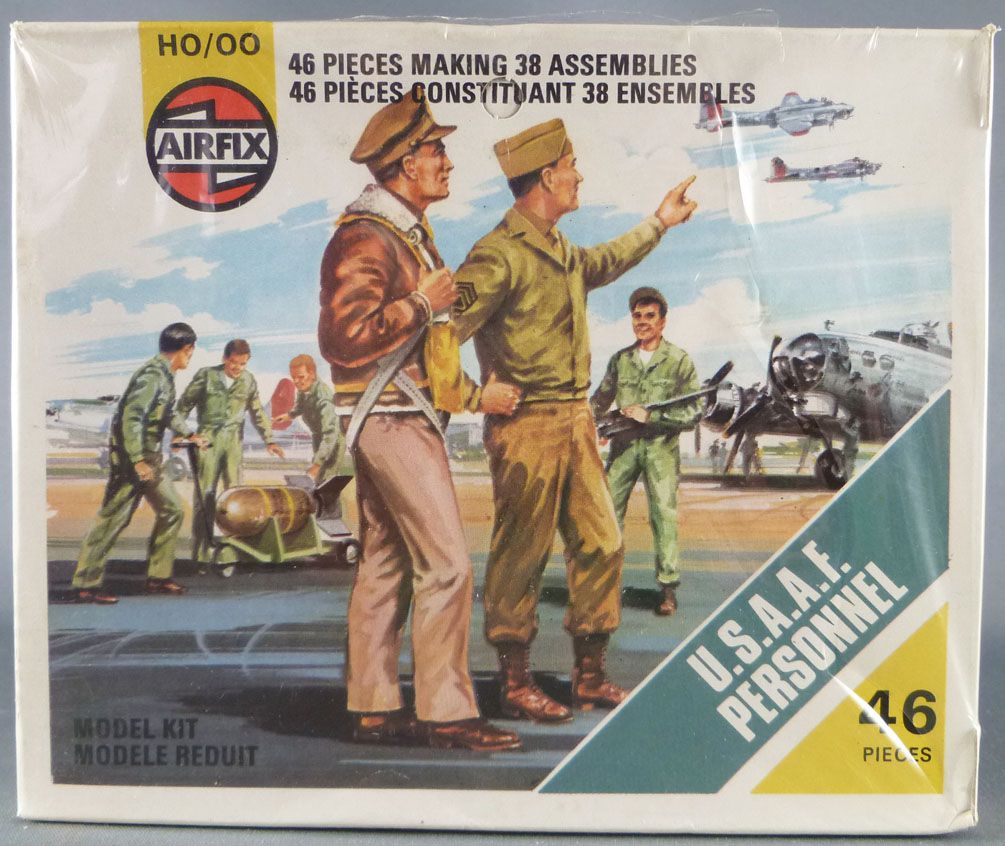 HO/OO
AIRFIX
46 PIECES MAKING 38 ASSEMBLIES
46 PIÈCES CONSTITUANT 38 ENSEMBLES
U.S.A.A.F.
PERSONNEL
46
PIECES
MODEL KIT
MODELE REDUIT